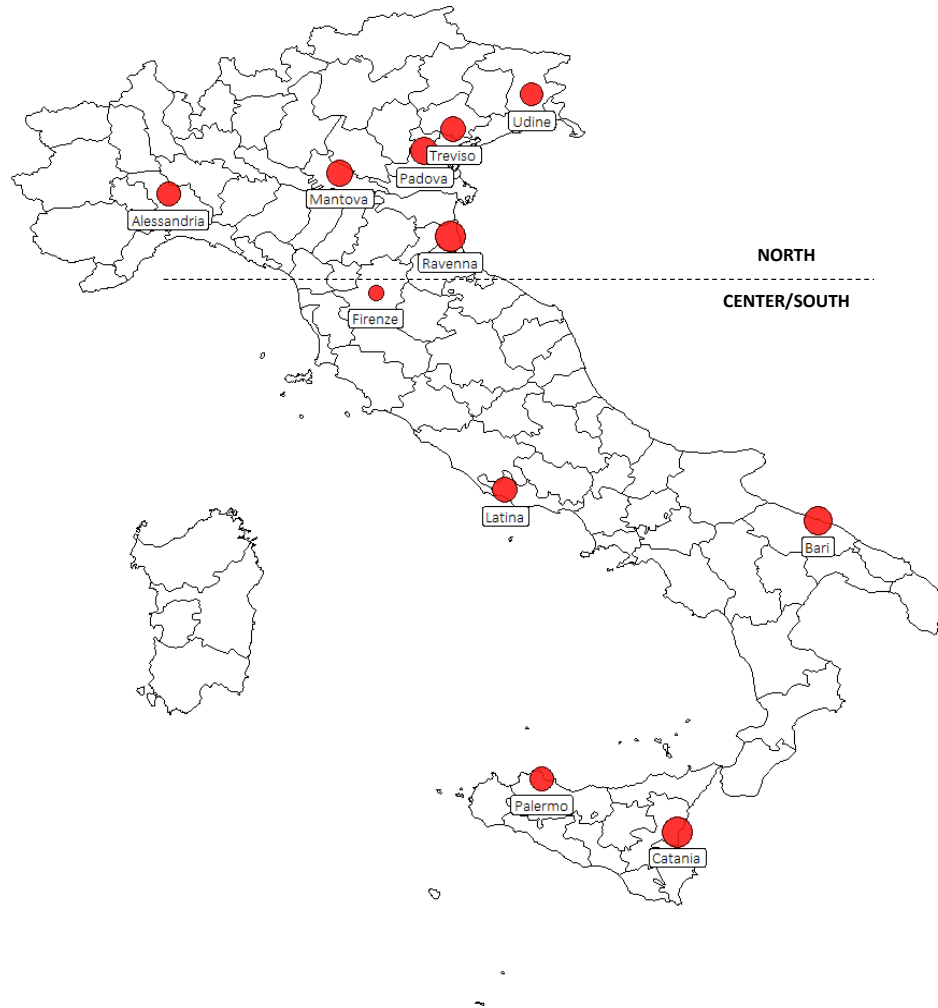 Udine
Treviso
Padova
Mantova
Alessandria
Ravenna
NORTH
CENTER/SOUTH
Firenze
Latina
Bari
Palermo
Catania